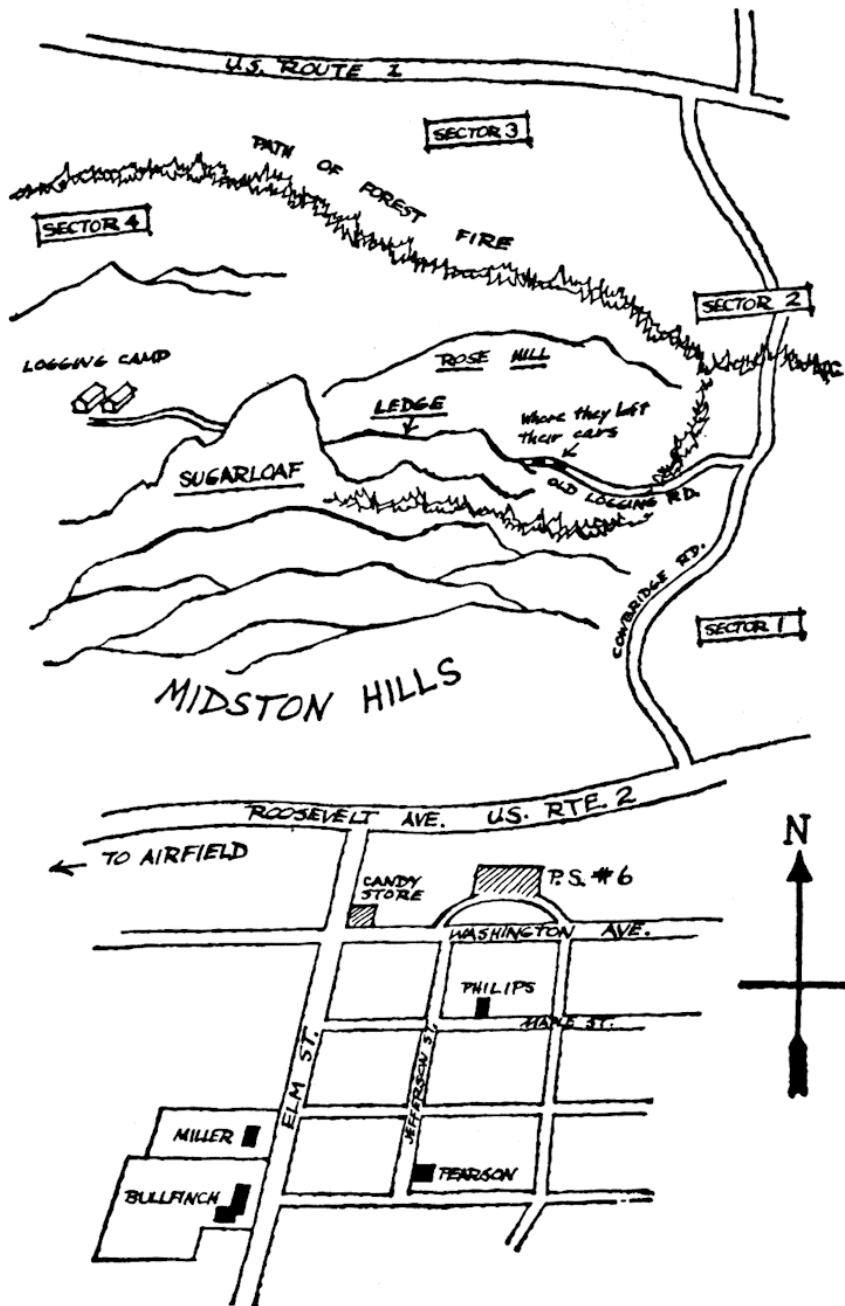 U.S. ROUTE 1
SECTOR 3
PATH OF FOREST FIRE
SECTOR 4
SECTOR 2
LOGGING CAMP
ROSE HILL
LEDGE
Where they left
their cars
SUGARLOAF
OLD LOGGING RD.
COWBRIDGE RD.
SECTOR 1
MIDSTON HILLS
ROOSEVELT AVE. U.S. RTE. 2
TO AIRFIELD
N
CANDY
STORE
P.S. #6
WASHINGTON AVE.
PHILIPS
MAPLE ST.
ELM ST.
JEFFERSON ST.
MILLER
PEARSON
BULLFINCH